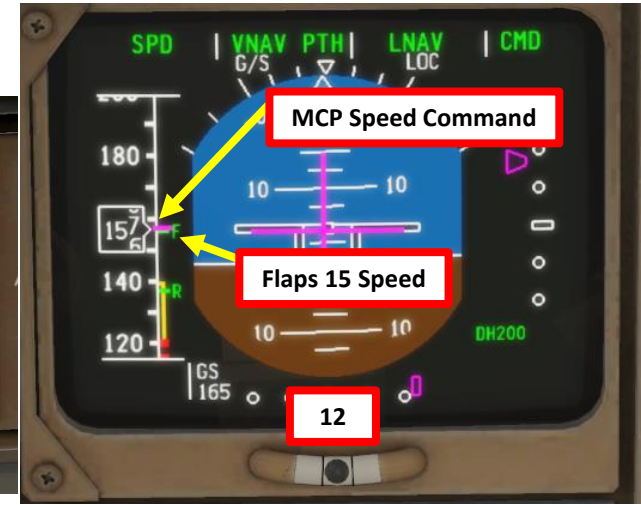 SPD | VNAV PTH | LNAV | CMD
G/S LOC
MCP Speed Command
180
10 10
157
6
F
Flaps 15 Speed
140
R
120
10 10
DH200
GS
165
12